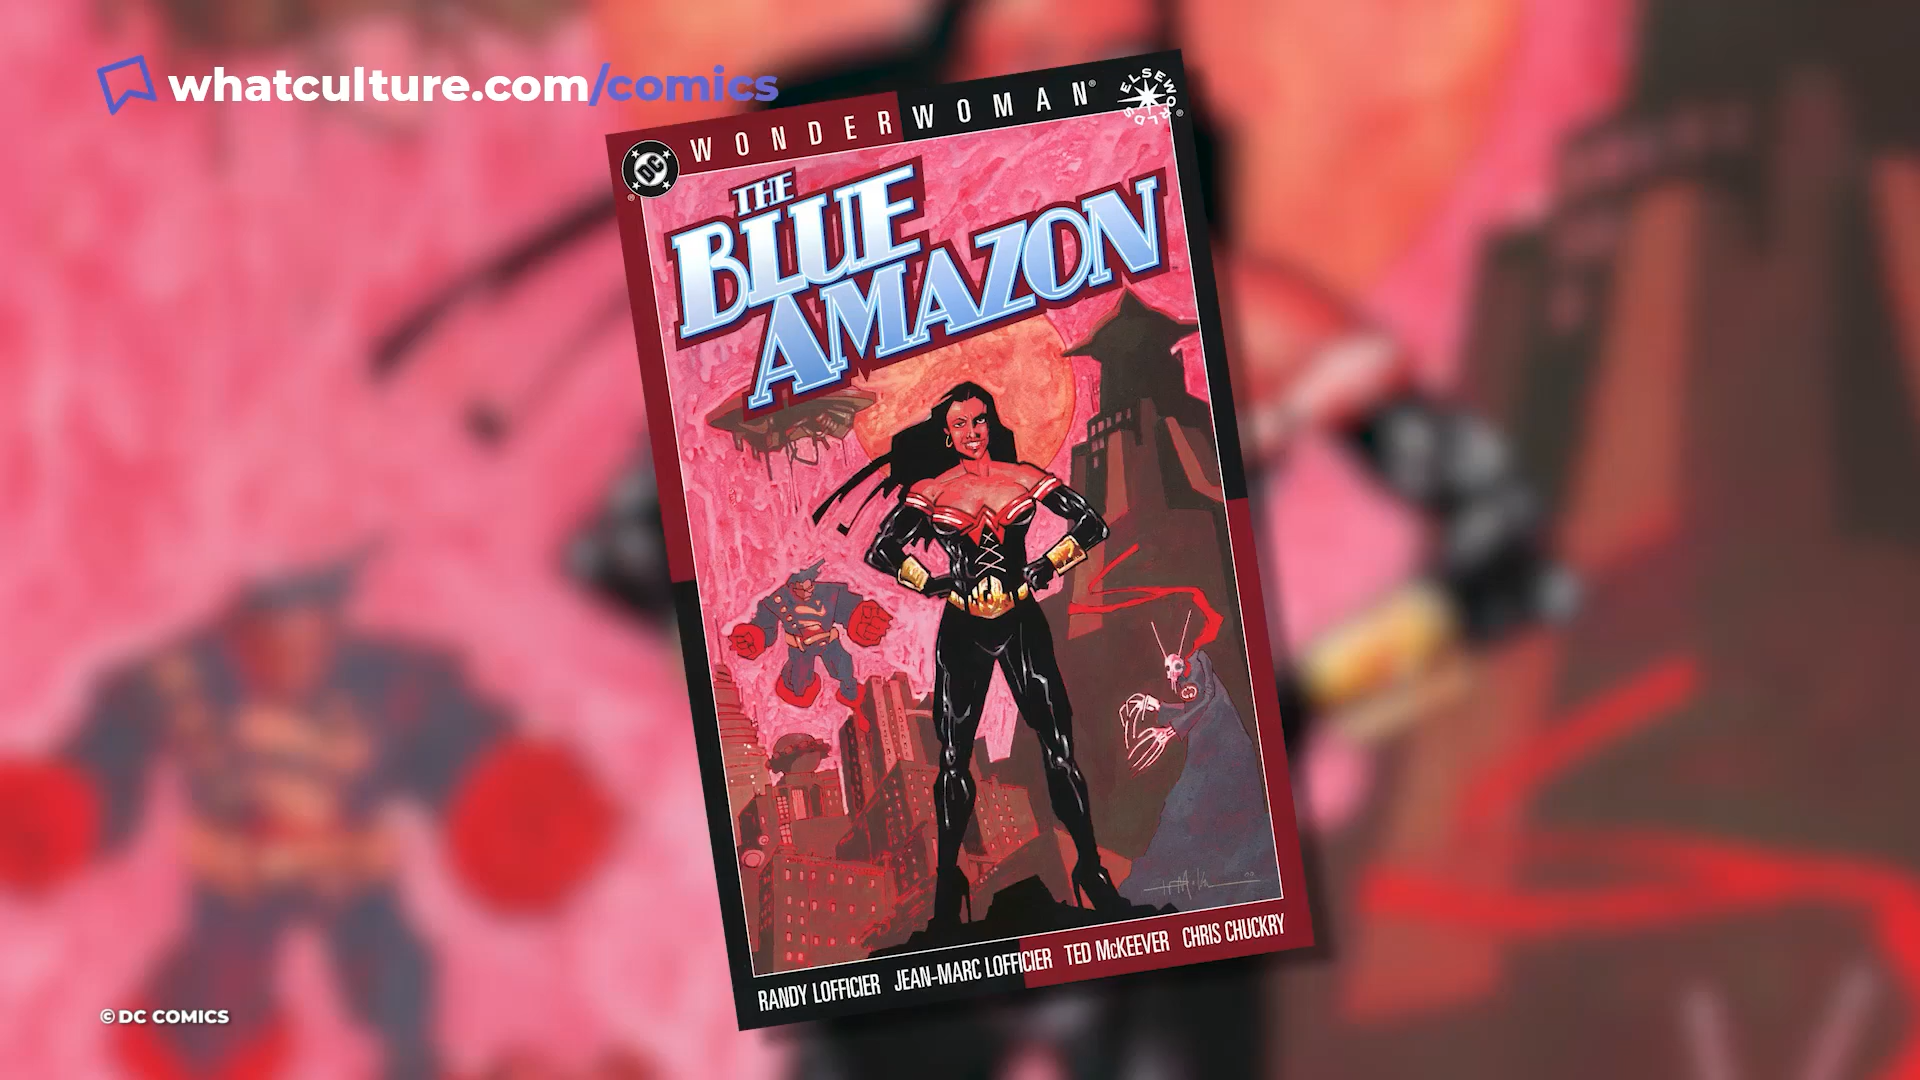 whatculture.com/comics
WONDER WOMAN®
ELSEWORLDS®
DC
®
THE
BLUE
AMAZON
RANDY LOFFICIER JEAN-MARC LOFFICIER TED McKEEVER CHRIS CHUCKRY
© DC COMICS